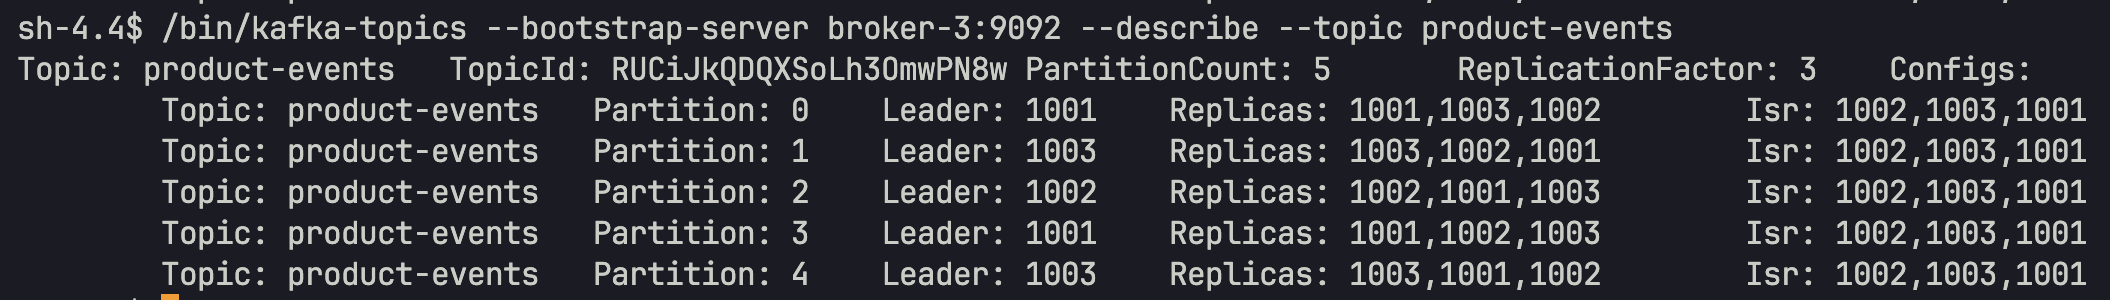 sh-4.4$ /bin/kafka-topics --bootstrap-server broker-3:9092 --describe --topic product-events
Topic: product-events TopicId: RUCiJkQDQXSoLh3OmwPN8w PartitionCount: 5 ReplicationFactor: 3 Configs:
Topic: product-events Partition: 0 Leader: 1001 Replicas: 1001,1003,1002 Isr: 1002,1003,1001
Topic: product-events Partition: 1 Leader: 1003 Replicas: 1003,1002,1001 Isr: 1002,1003,1001
Topic: product-events Partition: 2 Leader: 1002 Replicas: 1002,1001,1003 Isr: 1002,1003,1001
Topic: product-events Partition: 3 Leader: 1001 Replicas: 1001,1002,1003 Isr: 1002,1003,1001
Topic: product-events Partition: 4 Leader: 1003 Replicas: 1003,1001,1002 Isr: 1002,1003,1001